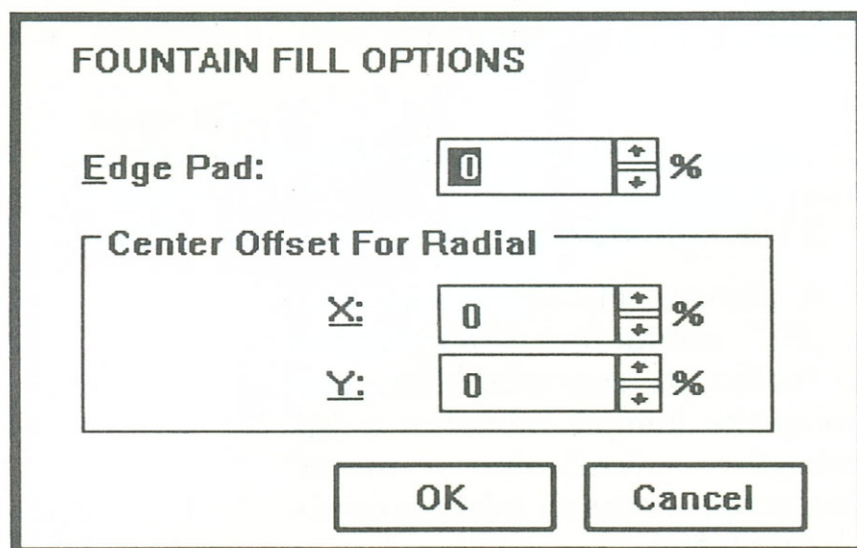 FOUNTAIN FILL OPTIONS
Edge Pad: 0 %
Center Offset For Radial
X: 0 %
Y: 0 %
OK Cancel